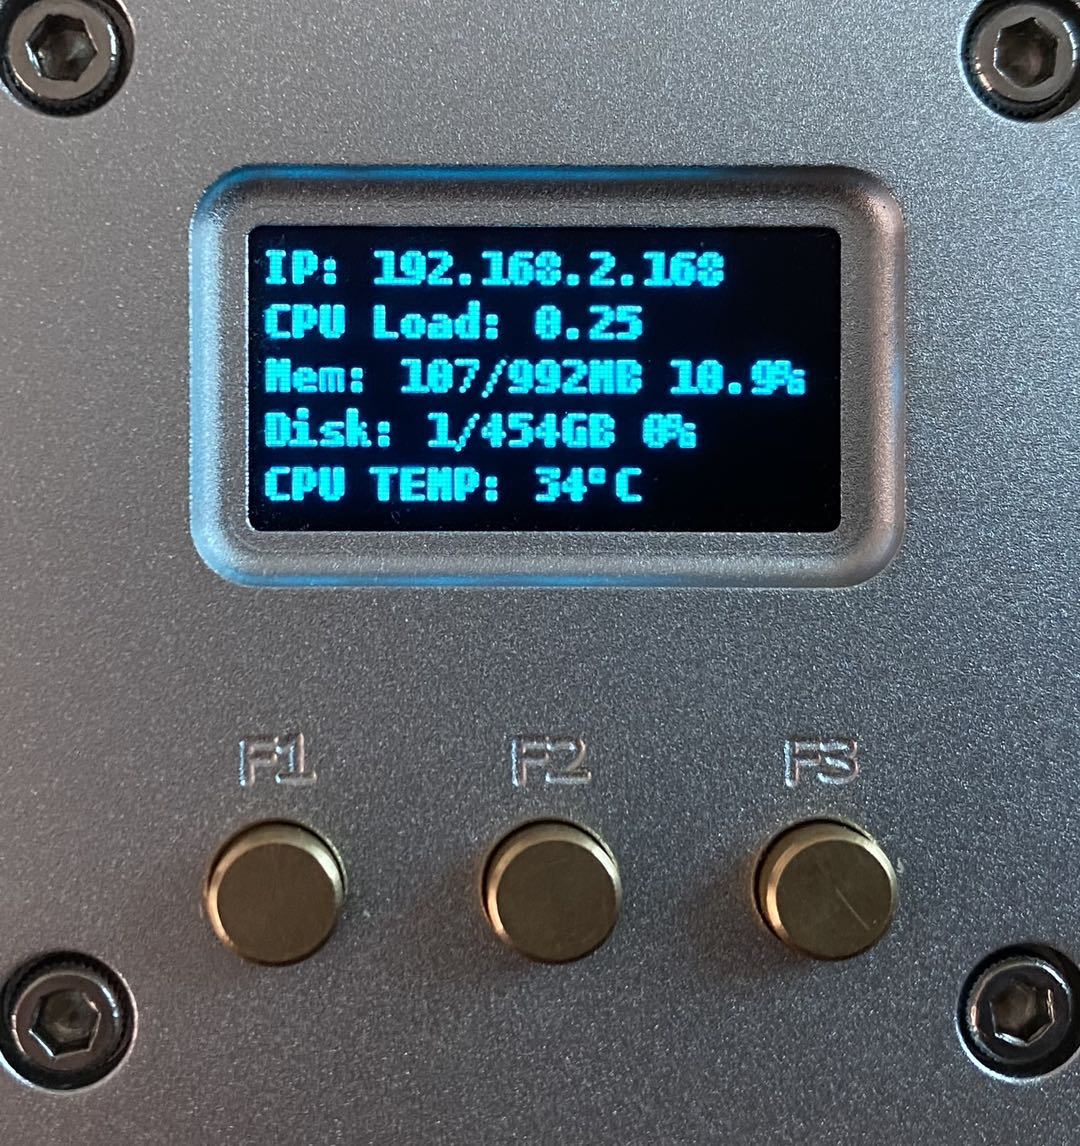 IP: 192.168.2.168
CPU Load: 0.25
Mem: 107/992MB 10.9%
Disk: 1/454GB 0%
CPU TEMP: 34°C
F1 F2 F3